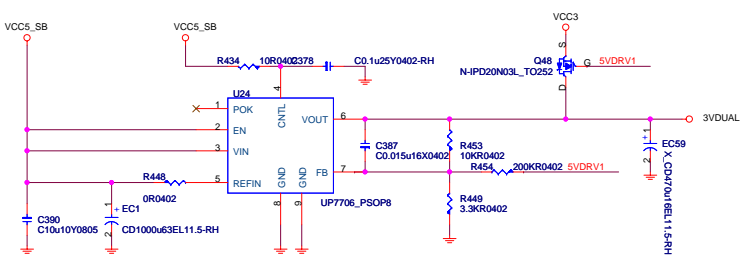 VCC5_SB
VCC5_SB
VCC3
R434
10R0402
C378
C0.1u25Y0402-RH
Q48
N-IPD20N03L_TO252
S
G
D
5VDRV1
U24
4
CNTL
1
POK
2
EN
3
VIN
5
REFIN
VOUT
6
FB
7
GND
GND
8
9
UP7706_PSOP8
3VDUAL
C387
C0.015u16X0402
R453
10KR0402
R454
200KR0402
5VDRV1
R449
3.3KR0402
1
+
EC59
2
X_CD470u16EL11.5-RH
R448
0R0402
C390
C10u10Y0805
1
+
EC1
2
CD1000u63EL11.5-RH